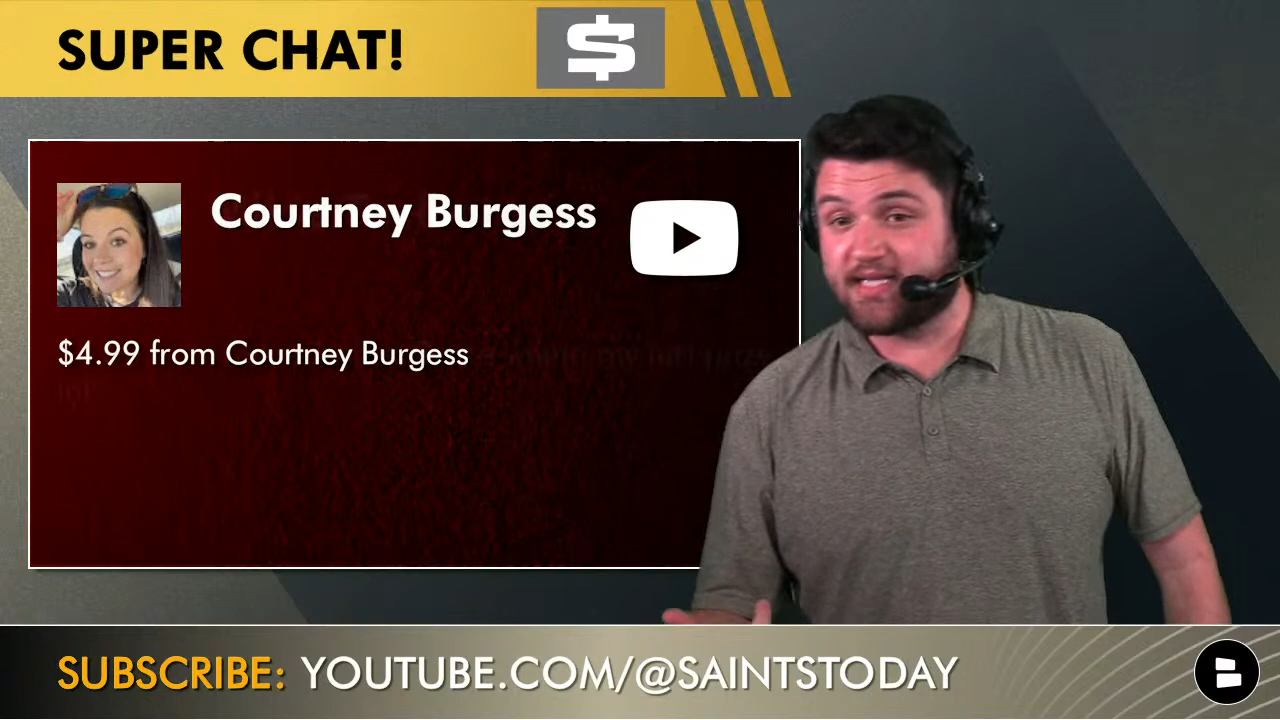 SUPER CHAT!
Courtney Burgess
$4.99 from Courtney Burgess
SUBSCRIBE: YOUTUBE.COM/@SAINTSTODAY